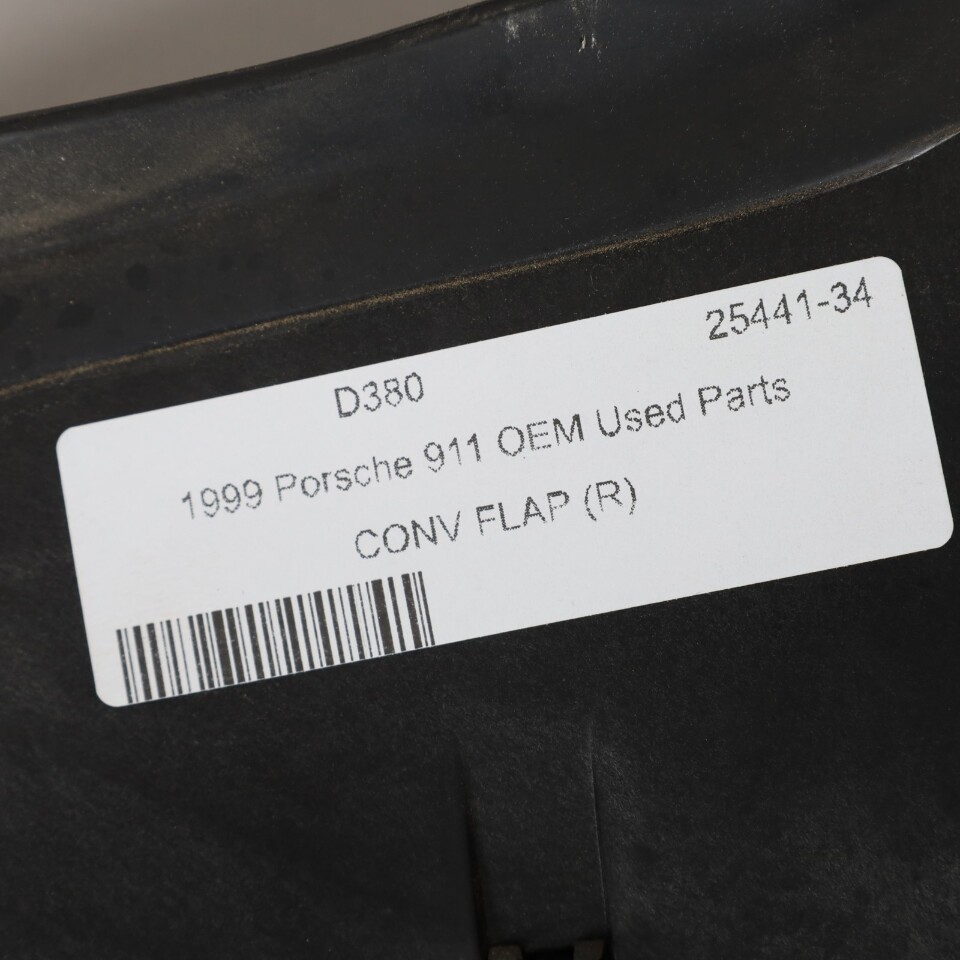 25441-34
D380
1999 Porsche 911 OEM Used Parts
CONV FLAP (R)